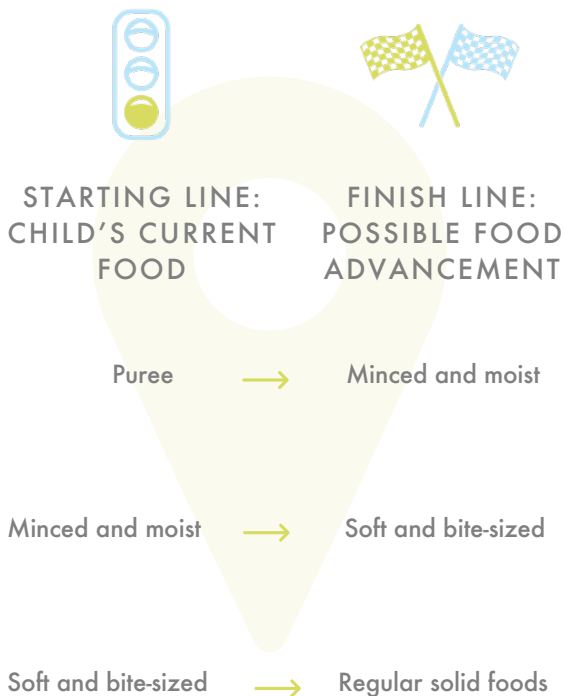 STARTING LINE:
CHILD'S CURRENT
FOOD
FINISH LINE:
POSSIBLE FOOD
ADVANCEMENT
Puree → Minced and moist
Minced and moist → Soft and bite-sized
Soft and bite-sized → Regular solid foods